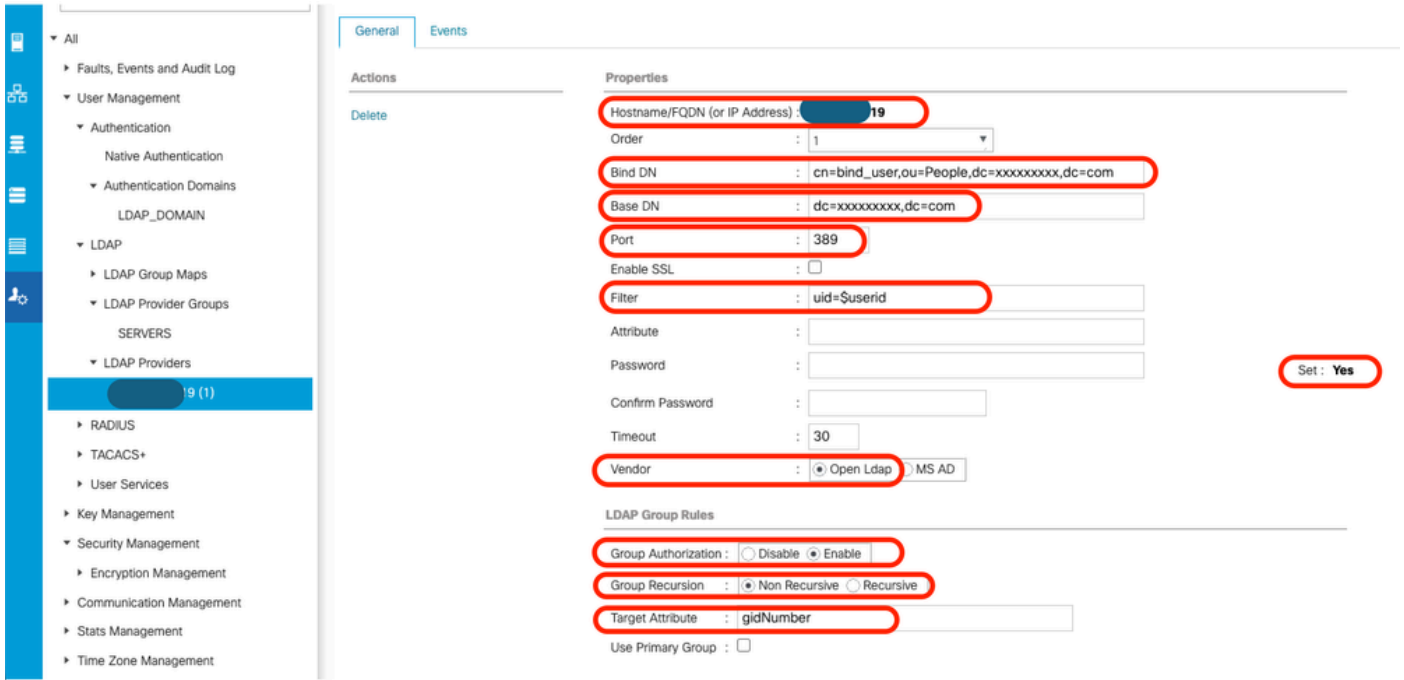 All
Faults, Events and Audit Log
User Management
Authentication
Native Authentication
Authentication Domains
LDAP_DOMAIN
LDAP
LDAP Group Maps
LDAP Provider Groups
SERVERS
LDAP Providers
9 (1)
RADIUS
TACACS+
User Services
Key Management
Security Management
Encryption Management
Communication Management
Stats Management
Time Zone Management
General Events
Actions
Delete
Properties
Hostname/FQDN (or IP Address) : 19
Order : 1
Bind DN : cn=bind_user,ou=People,dc=xxxxxxxxx,dc=com
Base DN : dc=xxxxxxxxx,dc=com
Port : 389
Enable SSL :
Filter : uid=$userid
Attribute :
Password : Set : Yes
Confirm Password :
Timeout : 30
Vendor : Open Ldap MS AD
LDAP Group Rules
Group Authorization : Disable Enable
Group Recursion : Non Recursive Recursive
Target Attribute : gidNumber
Use Primary Group :